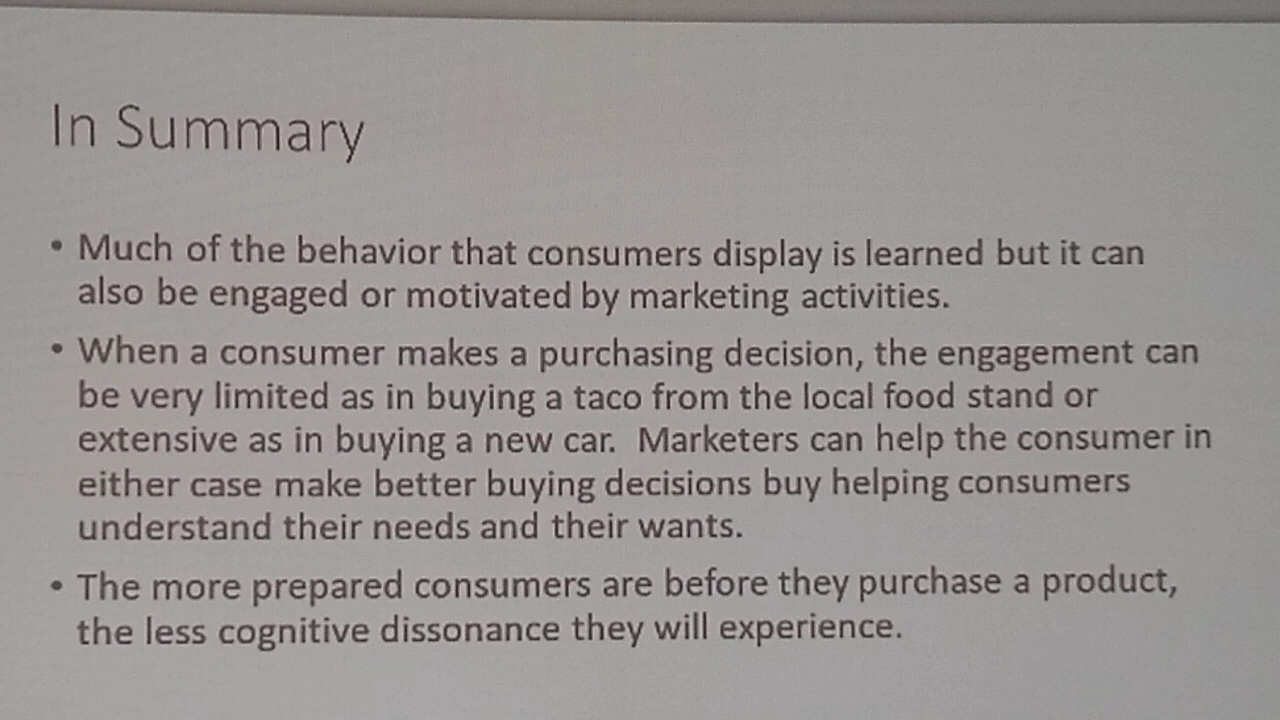 In Summary
• Much of the behavior that consumers display is learned but it can
also be engaged or motivated by marketing activities.
• When a consumer makes a purchasing decision, the engagement can
be very limited as in buying a taco from the local food stand or
extensive as in buying a new car.  Marketers can help the consumer in
either case make better buying decisions buy helping consumers
understand their needs and their wants.
• The more prepared consumers are before they purchase a product,
the less cognitive dissonance they will experience.